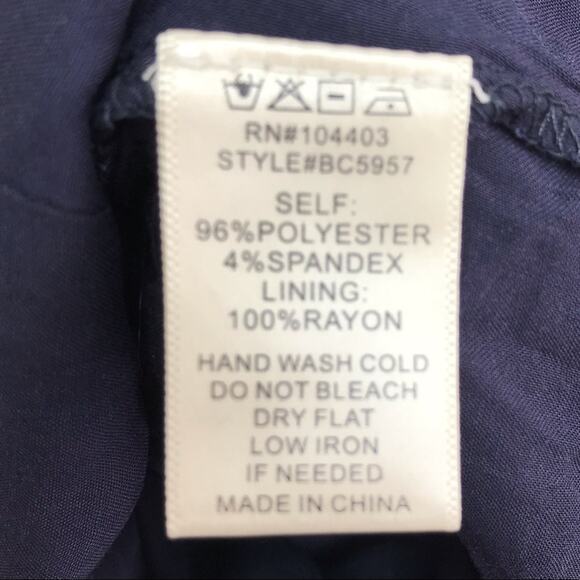 RN#104403
STYLE#BC5957
SELF:
96%POLYESTER
4%SPANDEX
LINING:
100%RAYON
HAND WASH COLD
DO NOT BLEACH
DRY FLAT
LOW IRON
IF NEEDED
MADE IN CHINA